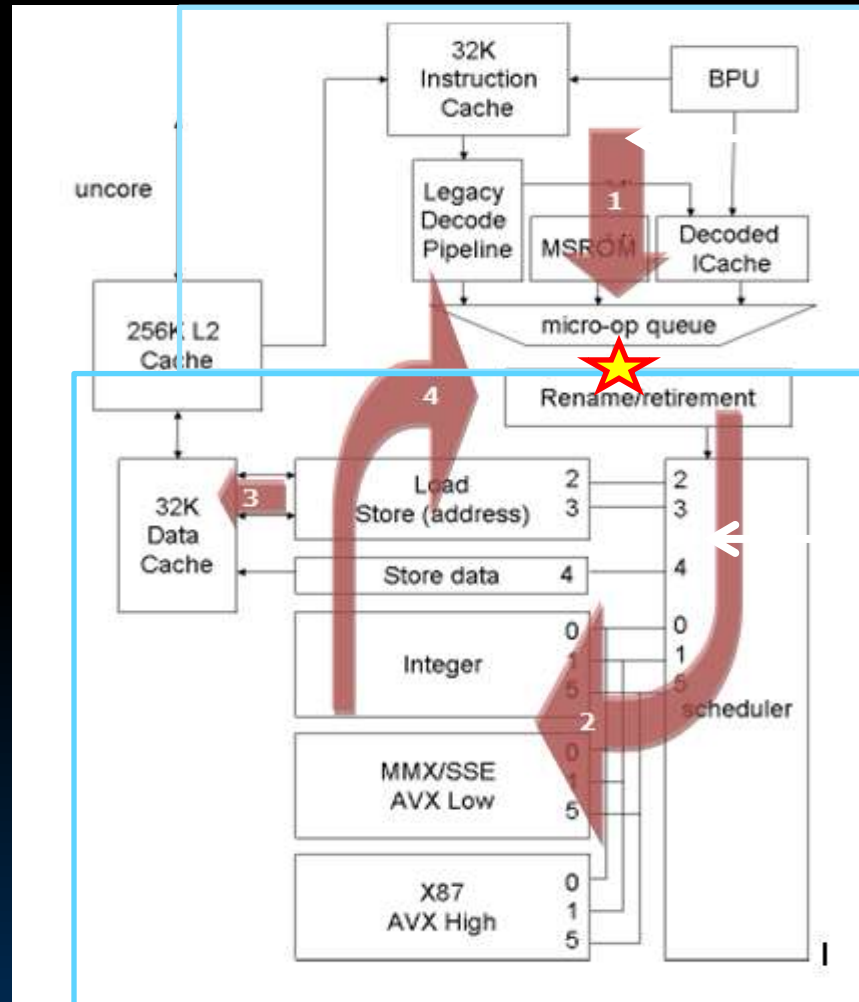 32K
Instruction
Cache
BPU
uncore
Legacy
Decode
Pipeline
1
MSROM
Decoded
ICache
256K L2
Cache
micro-op queue
4
Rename/retirement
3
32K
Data
Cache
Load
Store (address)
2
3
2
3
Store data
4
4
Integer
0
1
5
0
1
5
scheduler
2
MMX/SSE
AVX Low
0
1
5
X87
AVX High
0
1
5
I